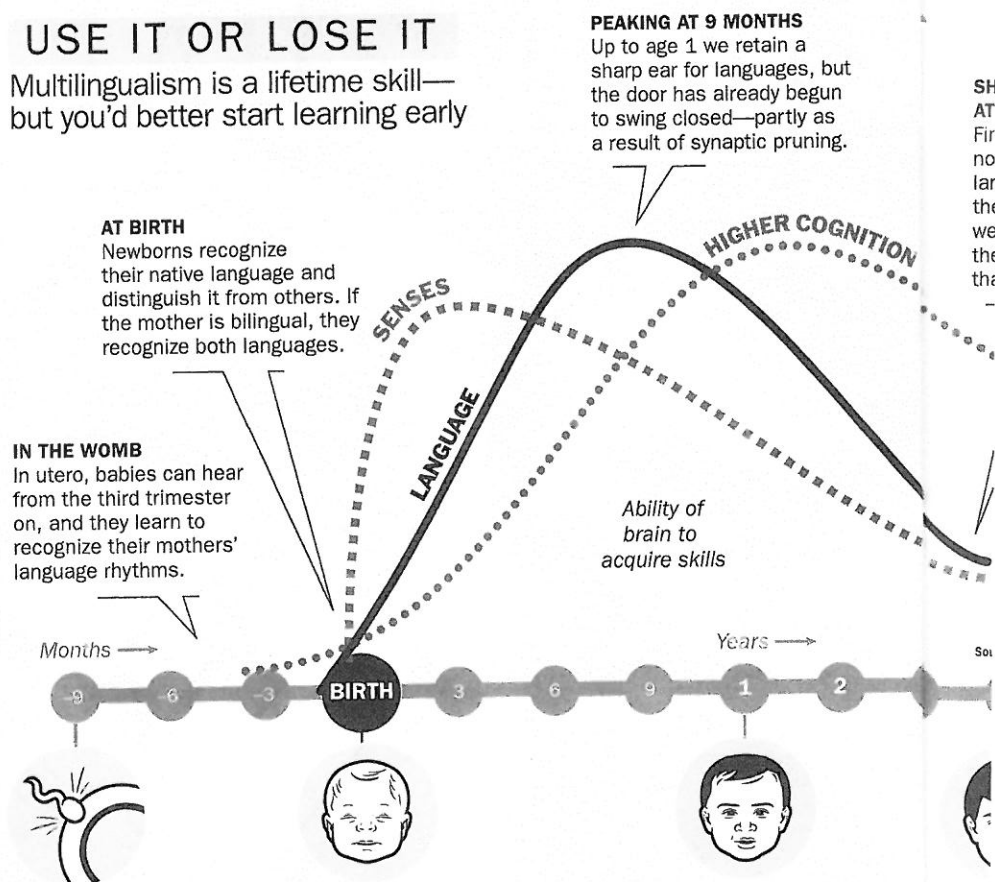 USE IT OR LOSE IT
Multilingualism is a lifetime skill—
but you'd better start learning early
PEAKING AT 9 MONTHS
Up to age 1 we retain a
sharp ear for languages, but
the door has already begun
to swing closed—partly as
a result of synaptic pruning.
AT BIRTH
Newborns recognize
their native language and
distinguish it from others. If
the mother is bilingual, they
recognize both languages.
IN THE WOMB
In utero, babies can hear
from the third trimester
on, and they learn to
recognize their mothers'
language rhythms.
SENSES
LANGUAGE
HIGHER COGNITION
Ability of
brain to
acquire skills
Months
Years
-9 -6 -3 BIRTH 3 6 9 1 2
AT